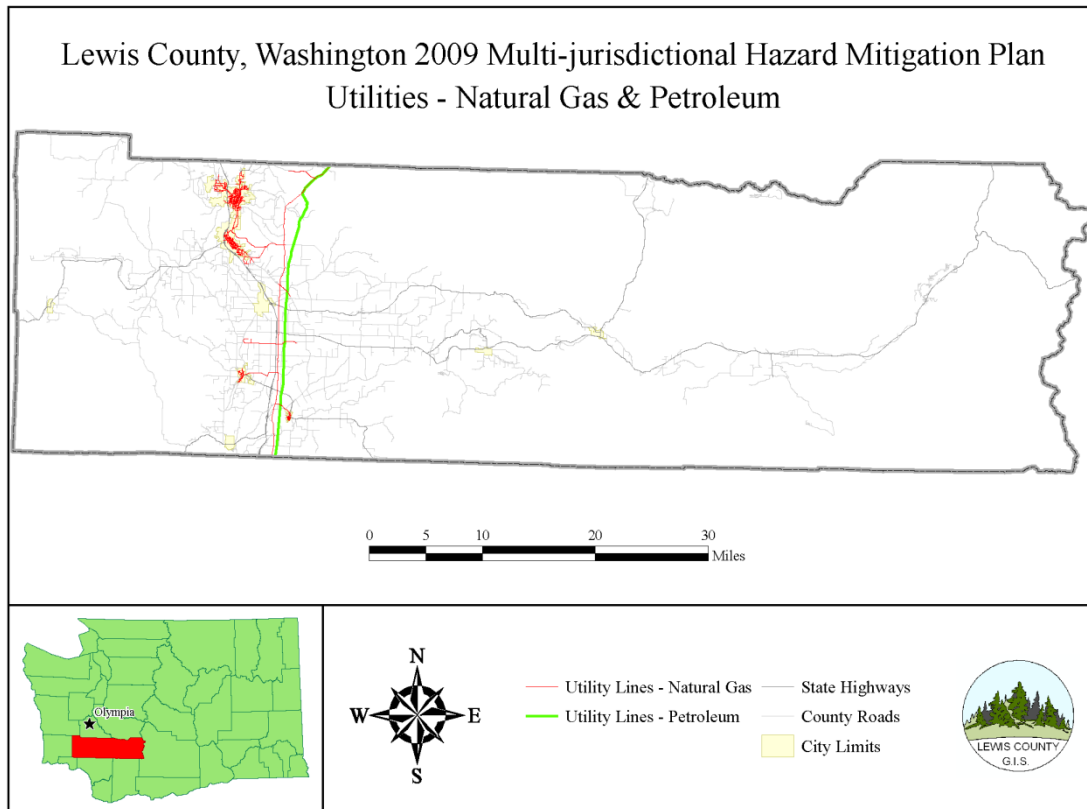 Lewis County, Washington 2009 Multi-jurisdictional Hazard Mitigation Plan
Utilities - Natural Gas & Petroleum
0 5 10 20 30
Miles
Olympia
N
W E
S
Utility Lines - Natural Gas
Utility Lines - Petroleum
State Highways
County Roads
City Limits
LEWIS COUNTY
G.I.S.